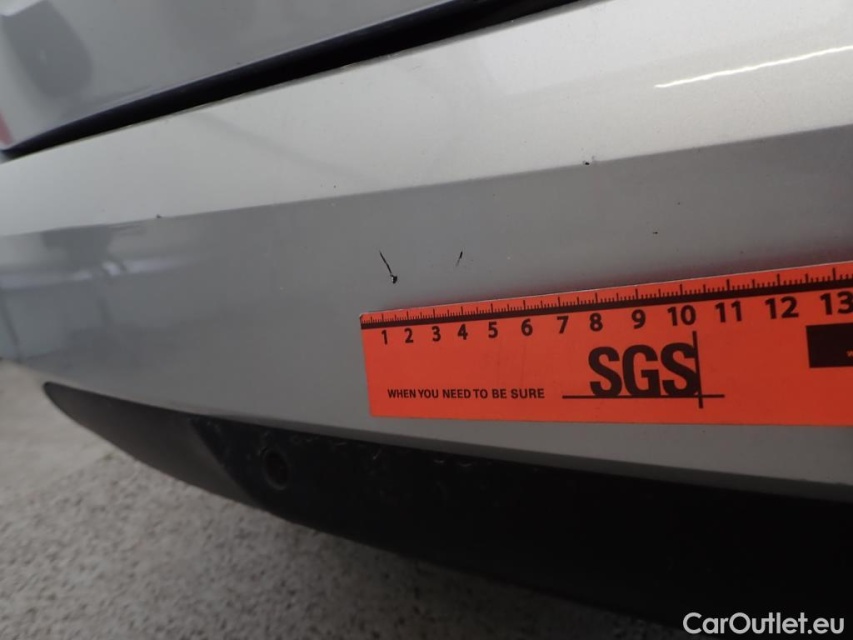 1 2 3 4 5 6 7 8 9 10 11 12 13
SGS
WHEN YOU NEED TO BE SURE
CarOutlet.eu